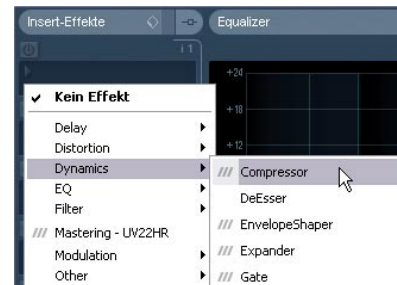 Insert-Effekte
Equalizer
i 1
+24
+18
+12
✓ Kein Effekt
Delay
Distortion
Dynamics
EQ
Filter
/// Mastering - UV22HR
Modulation
Other
/// Compressor
DeEsser
/// EnvelopeShaper
/// Expander
/// Gate